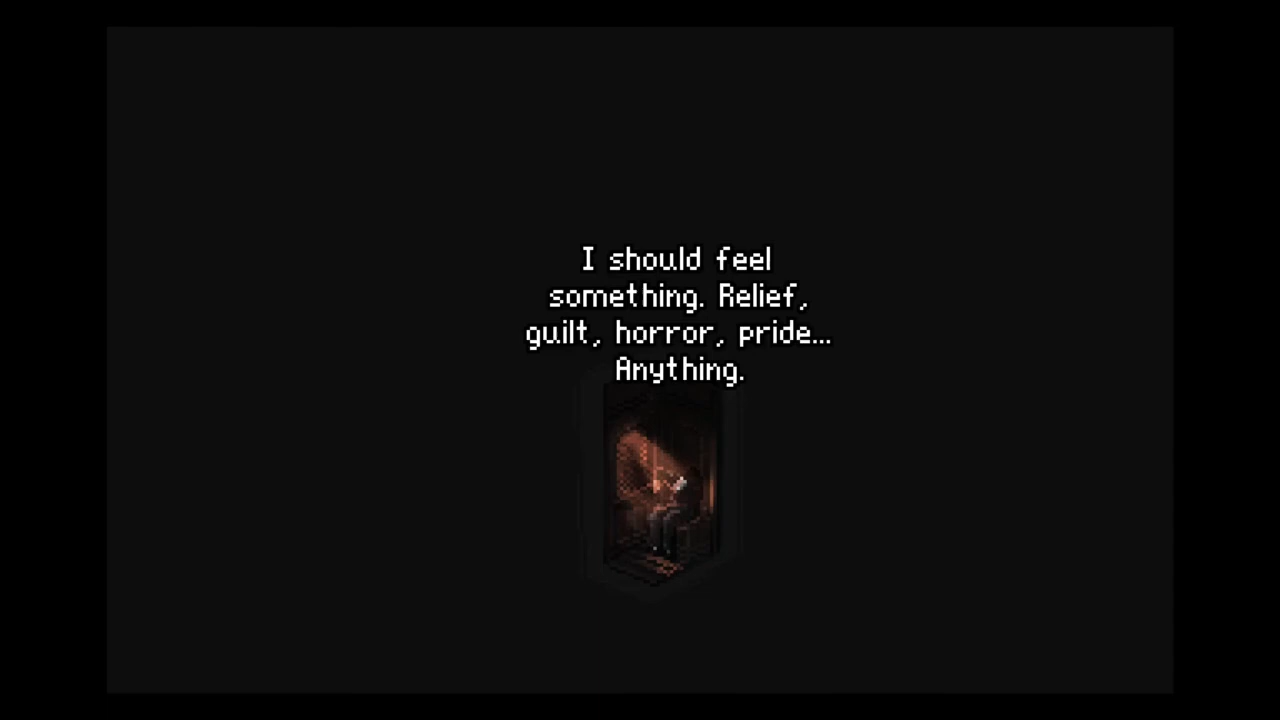 I should feel
something. Relief,
guilt, horror, pride...
Anything.